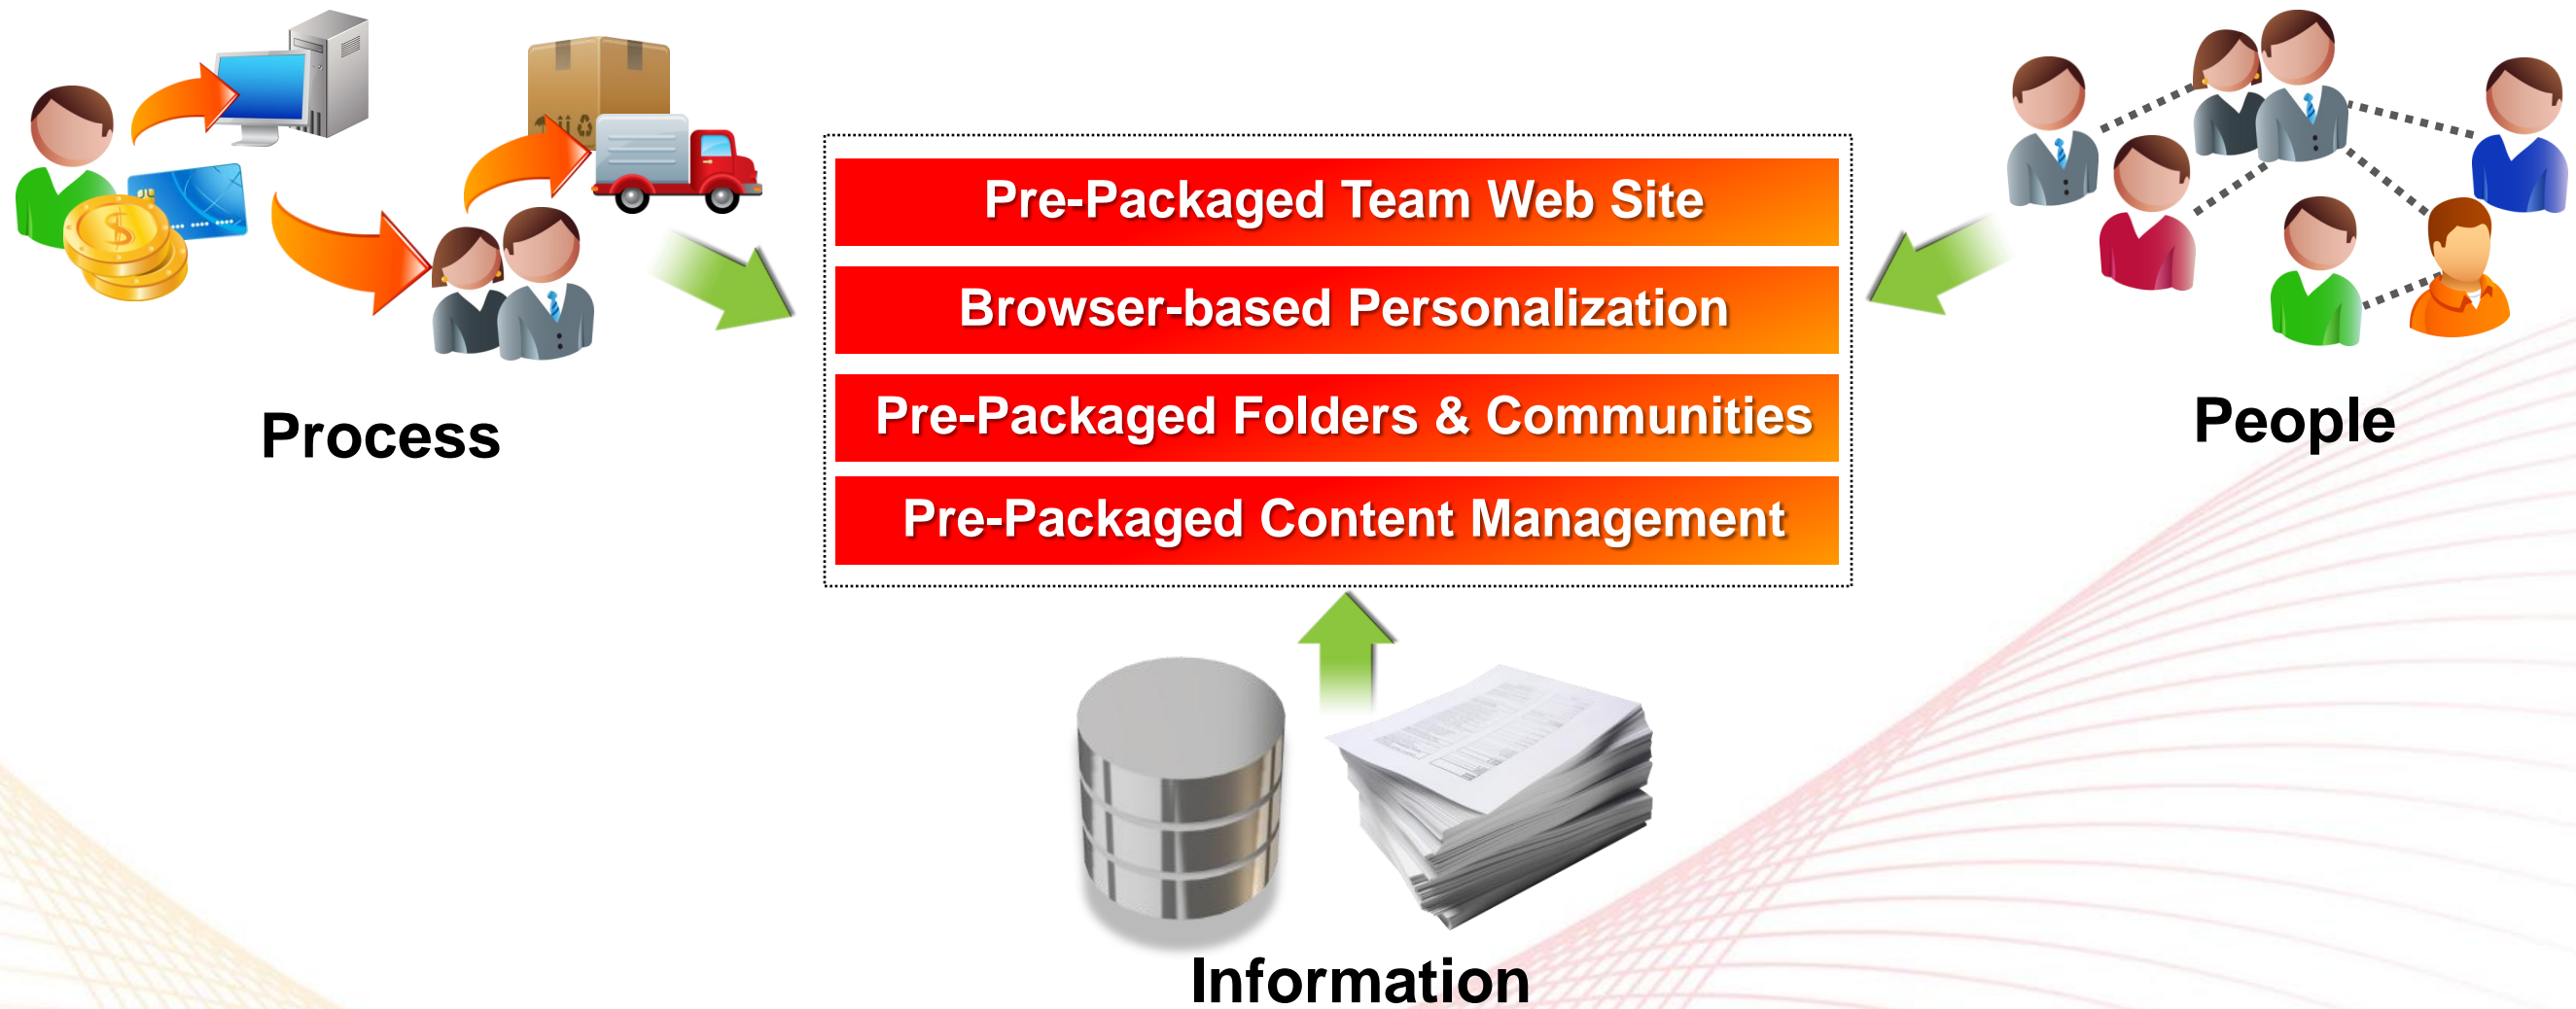 Pre-Packaged Team Web Site
Browser-based Personalization
Pre-Packaged Folders & Communities
Pre-Packaged Content Management
Process
People
Information